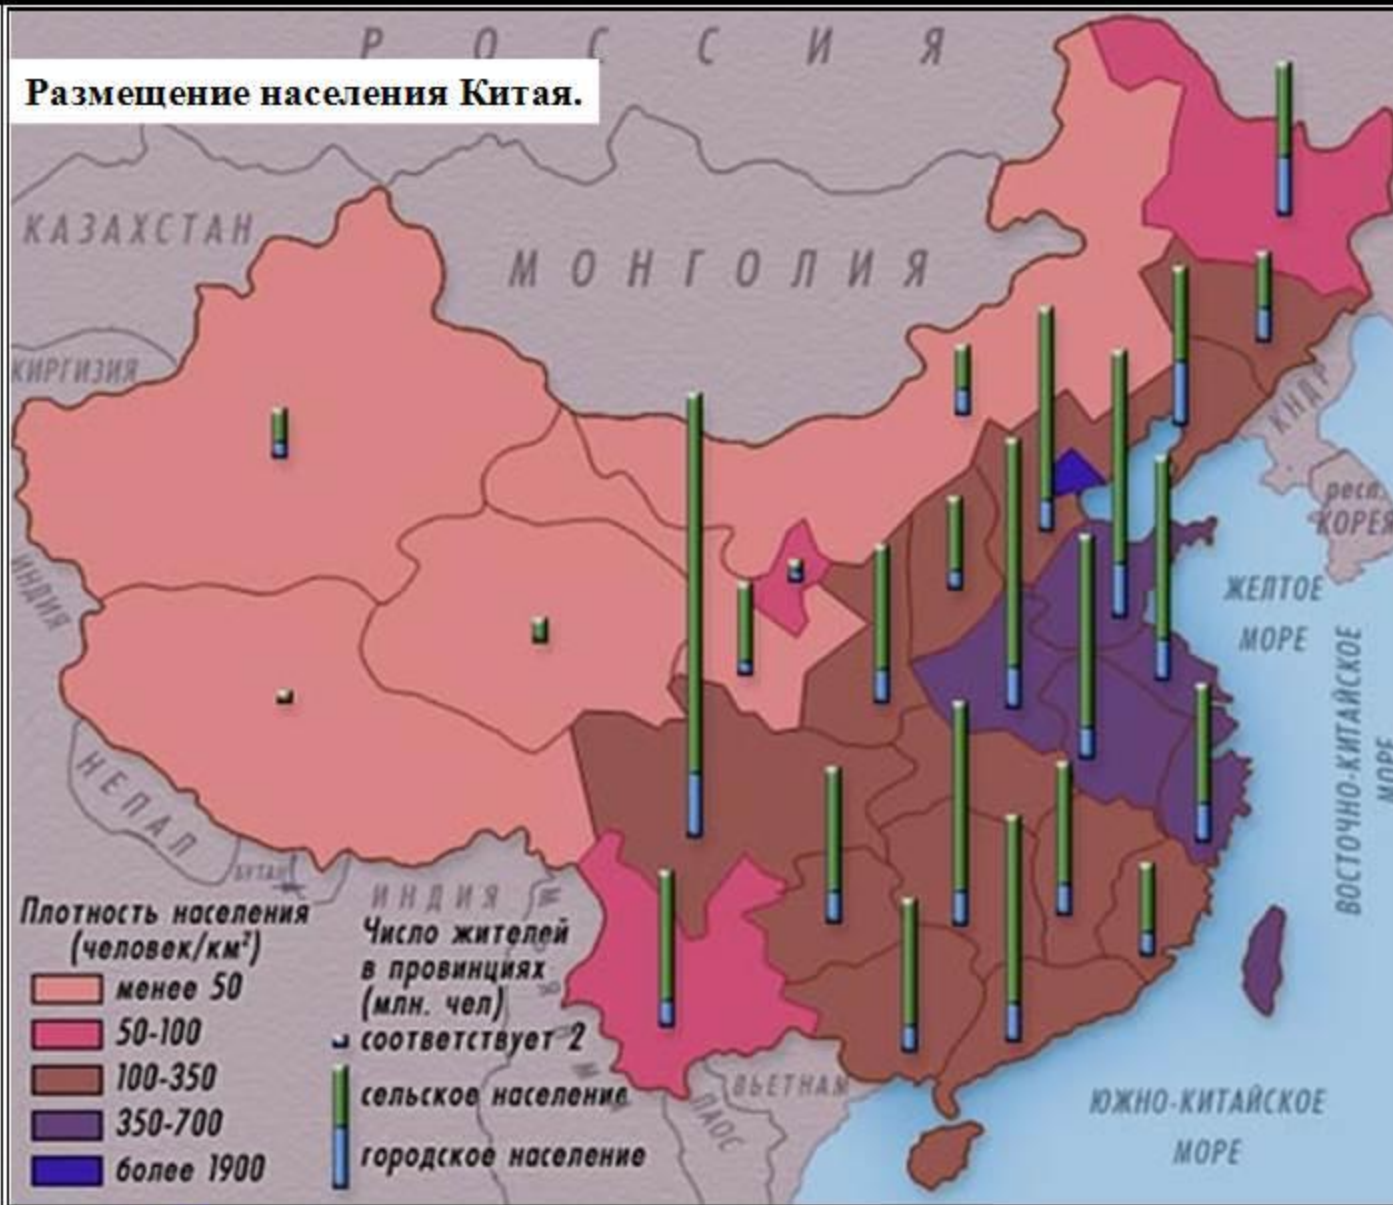 РОССИЯ
Размещение населения Китая.
КАЗАХСТАН
МОНГОЛИЯ
КИРГИЗИЯ
КНДР
респ.
КОРЕЯ
ИНДИЯ
ЖЕЛТОЕ
МОРЕ
ВОСТОЧНО-КИТАЙСКОЕ
МОРЕ
НЕПАЛ
БУТАН
ИНДИЯ
Плотность населения
(человек/км²)
менее 50
50-100
100-350
350-700
более 1900
Число жителей
в провинциях
(млн. чел)
соответствует 2
сельское население
городское население
ВЬЕТНАМ
ЛАОС
ЮЖНО-КИТАЙСКОЕ
МОРЕ